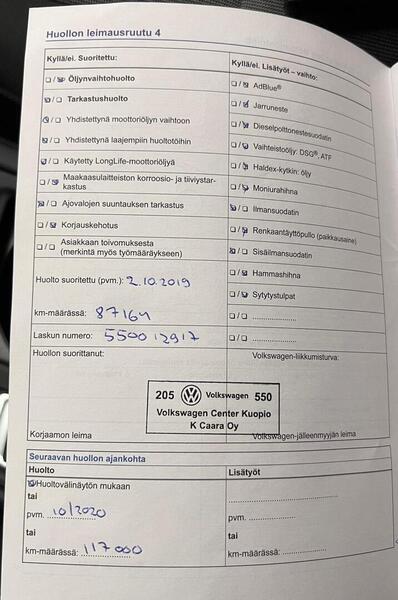 Huollon leimausruutu 4
Kyllä/ei. Suoritettu:
Öljynvaihtohuolto
Tarkastushuolto
Yhdistettynä moottoriöljyn vaihtoon
Yhdistettynä laajempiin huoltotöihin
Käytetty LongLife-moottoriöljyä
Maakaasulaitteiston korroosio- ja tiiviystar-
kastus
Ajovalojen suuntauksen tarkastus
Korjauskehotus
Asiakkaan toivomuksesta
(merkintä myös työmääräykseen)
Huolto suoritettu (pvm.): 2.10.2019
km-määrässä: 87164
Laskun numero: 550012917
Huollon suorittanut:
Korjaamon leima
Kyllä/ei. Lisätyöt – vaihto:
AdBlue®
Jarruneste
Dieselpolttonestesuodatin
Vaihteistoöljy: DSG®, ATF
Haldex-kytkin: öljy
Moniurahihna
Ilmansuodatin
Renkaantäyttöpullo (paikkausaine)
Sisäilmansuodatin
Hammashihna
Sytytystulpat
Volkswagen-liikkumisturva:
Volkswagen-jälleenmyyjän leima
205 Volkswagen 550
Volkswagen Center Kuopio
K Caara Oy
Seuraavan huollon ajankohta
Huolto
Huoltovälinäytön mukaan
tai
pvm. 10/2020
tai
km-määrässä: 117000
Lisätyöt
tai
pvm.
tai
km-määrässä: